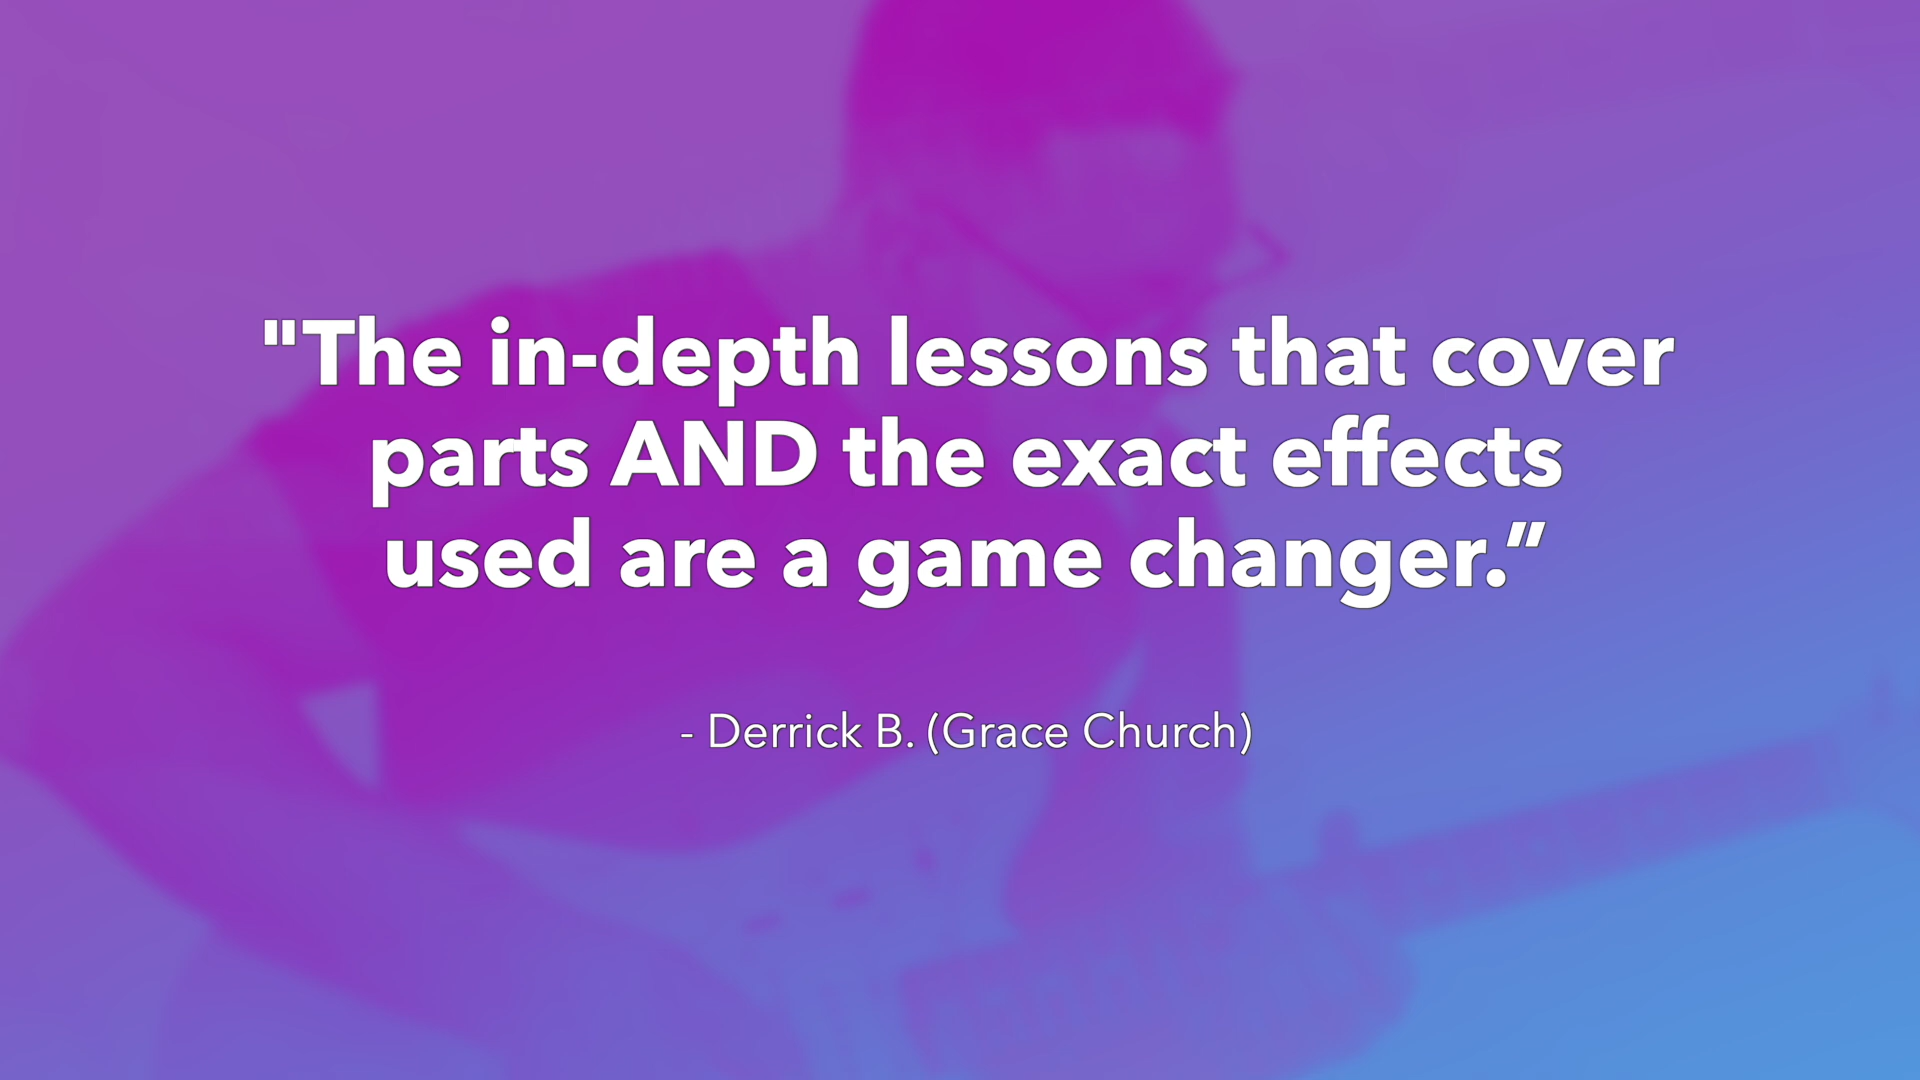 "The in-depth lessons that cover
parts AND the exact effects
used are a game changer.”
- Derrick B. (Grace Church)